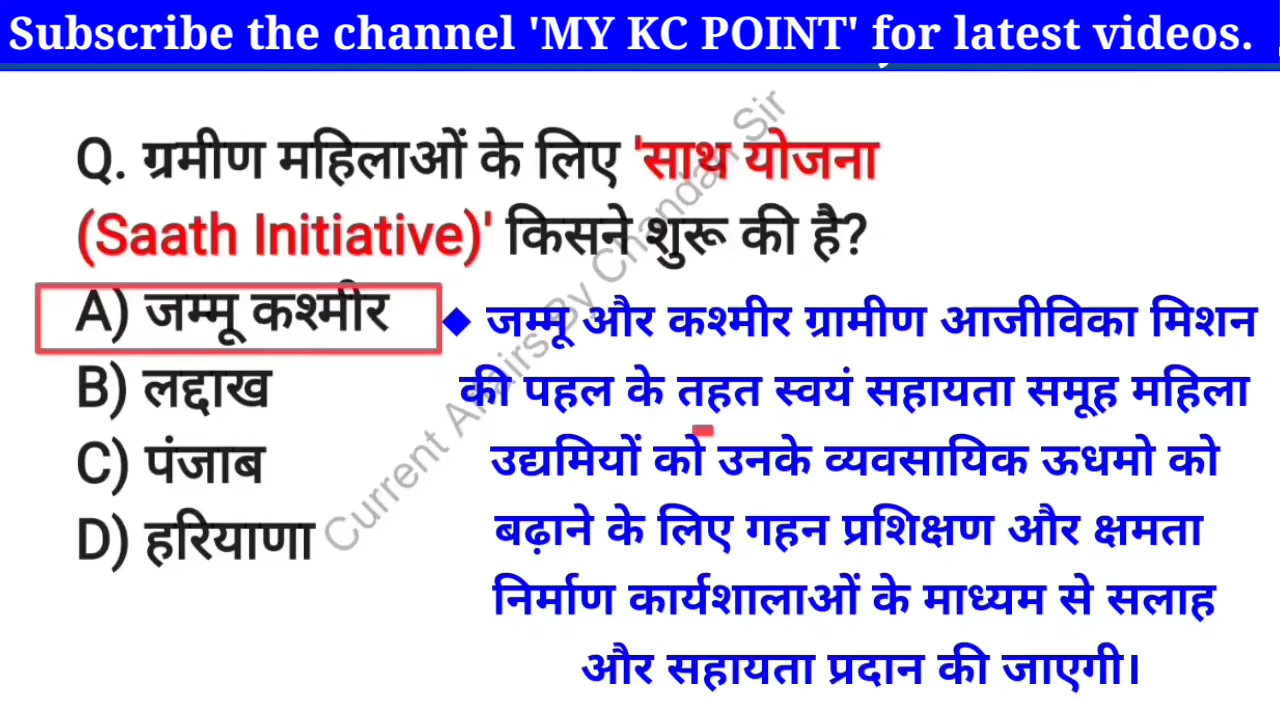 Subscribe the channel 'MY KC POINT' for latest videos.
Q. ग्रमीण महिलाओं के लिए 'साथ योजना
(Saath Initiative)' किसने शुरू की है?
A) जम्मू कश्मीर
B) लद्दाख
C) पंजाब
D) हरियाणा
◆ जम्मू और कश्मीर ग्रामीण आजीविका मिशन
की पहल के तहत स्वयं सहायता समूह महिला
उद्यमियों को उनके व्यवसायिक ऊधमो को
बढ़ाने के लिए गहन प्रशिक्षण और क्षमता
निर्माण कार्यशालाओं के माध्यम से सलाह
और सहायता प्रदान की जाएगी।
Current Affairs By Chandan Sir